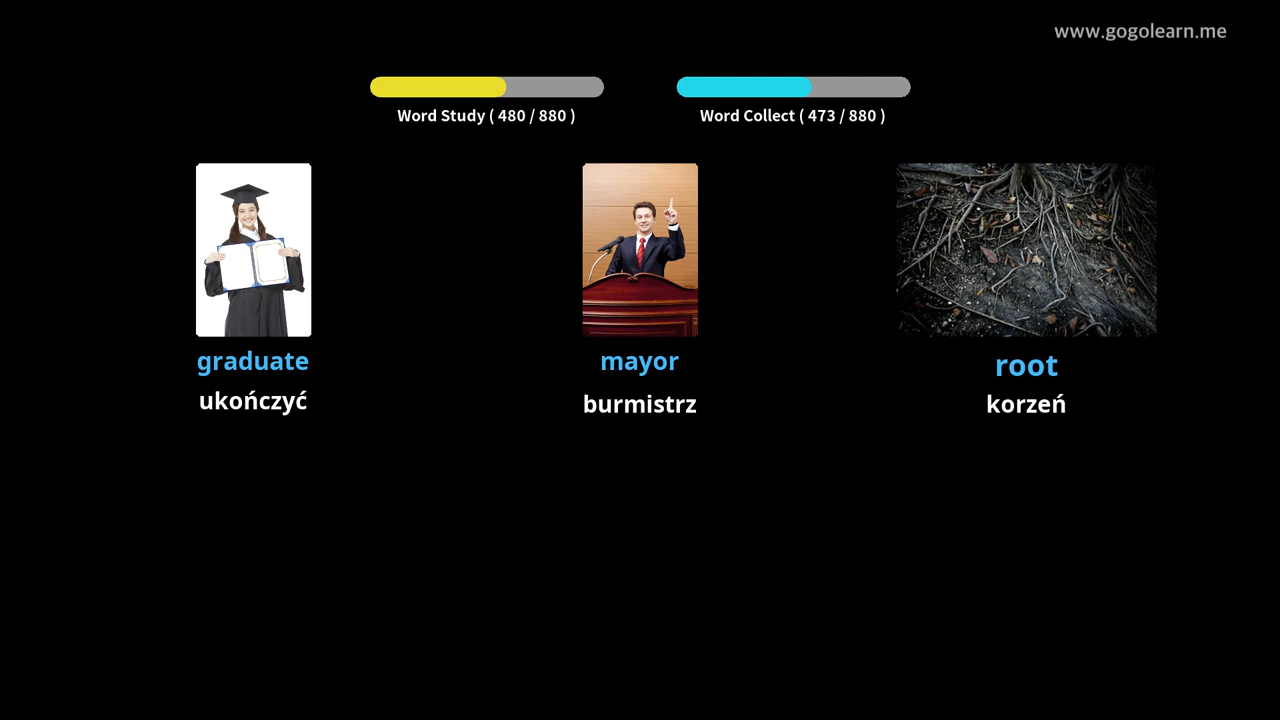 www.gogolearn.me
Word Study ( 480 / 880 )
Word Collect ( 473 / 880 )
graduate
ukończyć
mayor
burmistrz
root
korzeń